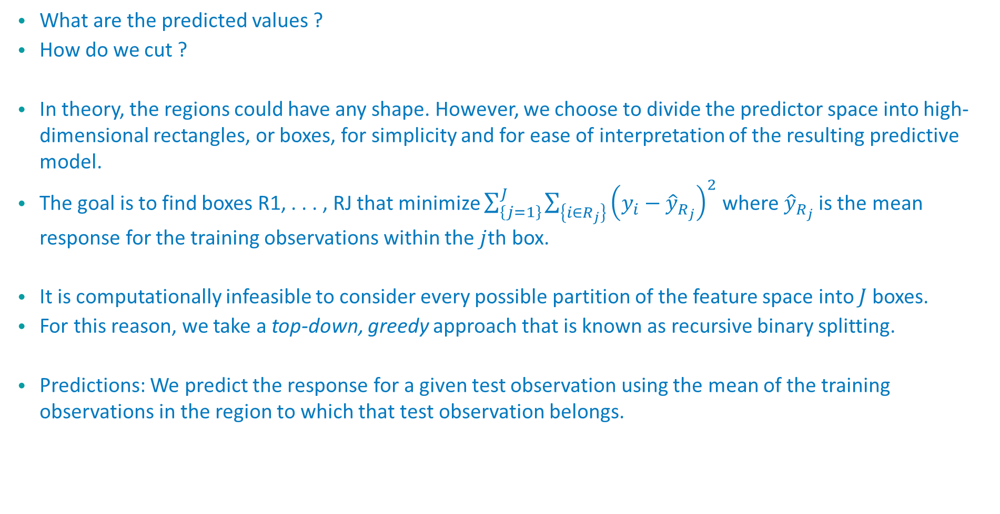 • What are the predicted values ?
• How do we cut ?
• In theory, the regions could have any shape. However, we choose to divide the predictor space into high-
dimensional rectangles, or boxes, for simplicity and for ease of interpretation of the resulting predictive
model.
• The goal is to find boxes R1, . . . , RJ that minimize $\sum_{\{j=1\}}^{J} \sum_{\{i \in R_j\}} \left( y_i - \hat{y}_{R_j} \right)^2$ where $\hat{y}_{R_j}$ is the mean
response for the training observations within the $j$th box.
• It is computationally infeasible to consider every possible partition of the feature space into $J$ boxes.
• For this reason, we take a top-down, greedy approach that is known as recursive binary splitting.
• Predictions: We predict the response for a given test observation using the mean of the training
observations in the region to which that test observation belongs.